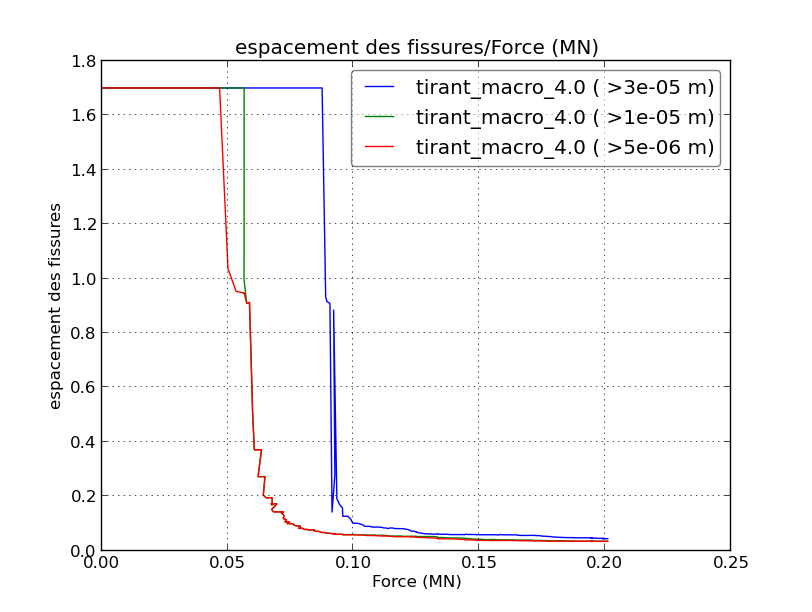 espacement des fissures/Force (MN)
tirant_macro_4.0 ( >3e-05 m)
tirant_macro_4.0 ( >1e-05 m)
tirant_macro_4.0 ( >5e-06 m)
1.8
1.6
1.4
1.2
1.0
0.8
0.6
0.4
0.2
0.0
espacement des fissures
0.00 0.05 0.10 0.15 0.20 0.25
Force (MN)